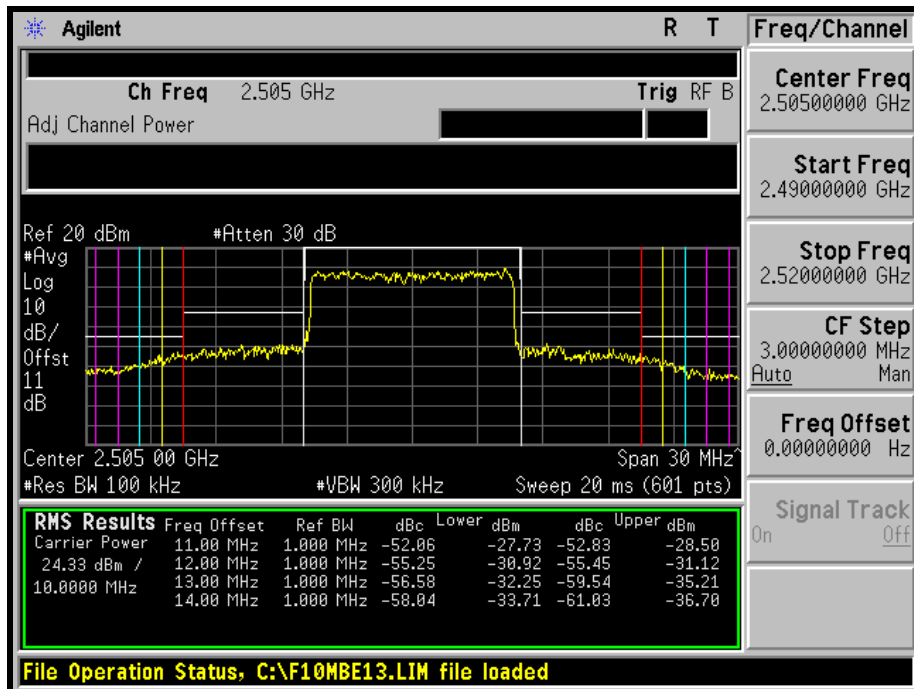 Agilent R T
Ch Freq 2.505 GHz Trig RF B
Adj Channel Power
Ref 20 dBm #Atten 30 dB
#Avg
Log
10
dB/
Offst
11
dB
Center 2.505 00 GHz Span 30 MHz^
#Res BW 100 kHz #VBW 300 kHz Sweep 20 ms (601 pts)
RMS Results Freq Offset Ref BW dBc Lower dBm dBc Upper dBm
Carrier Power 11.00 MHz 1.000 MHz -52.06 -27.73 -52.83 -28.50
24.33 dBm / 12.00 MHz 1.000 MHz -55.25 -30.92 -55.45 -31.12
10.0000 MHz 13.00 MHz 1.000 MHz -56.58 -32.25 -59.54 -35.21
14.00 MHz 1.000 MHz -58.04 -33.71 -61.03 -36.70
File Operation Status, C:\F10MBE13.LIM file loaded
Freq/Channel
Center Freq
2.50500000 GHz
Start Freq
2.49000000 GHz
Stop Freq
2.52000000 GHz
CF Step
3.00000000 MHz
Auto Man
Freq Offset
0.00000000 Hz
Signal Track
On Off